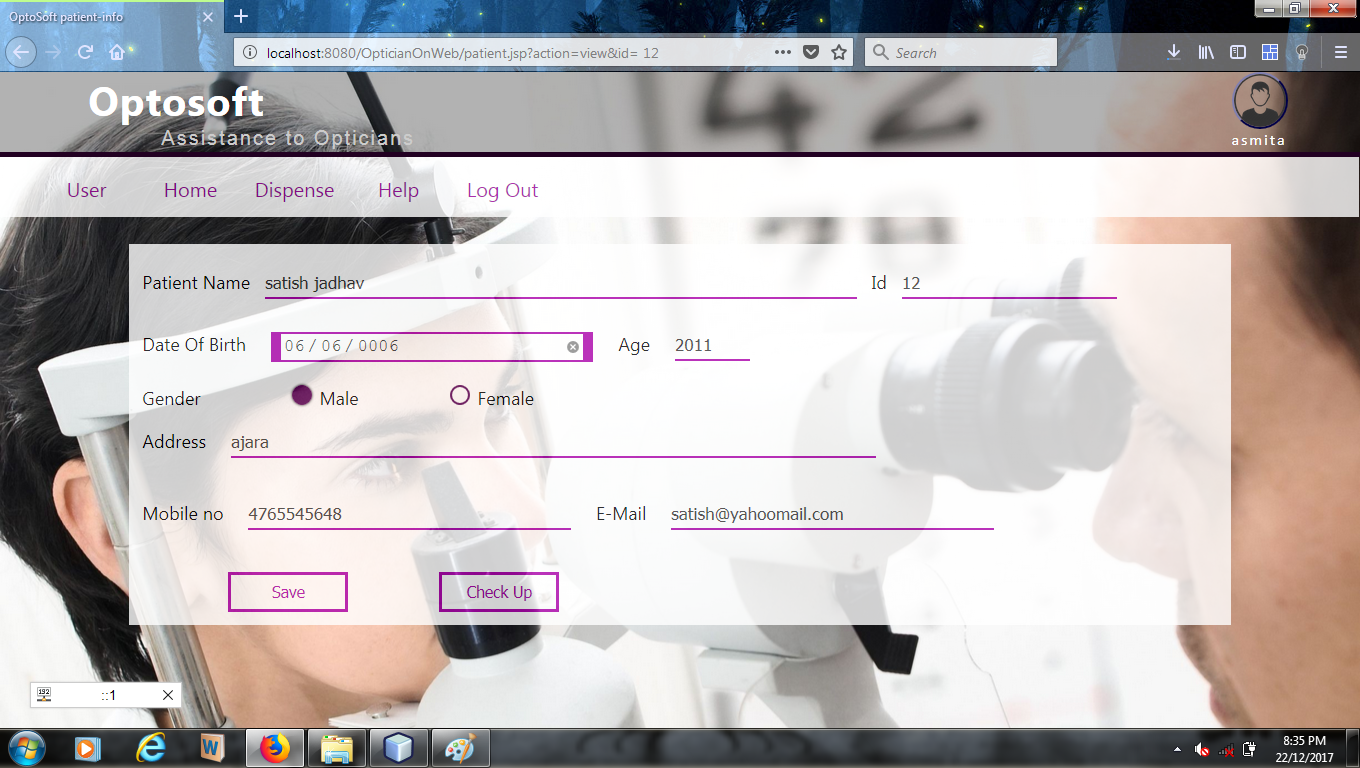 OptoSoft patient-info
localhost:8080/OpticianOnWeb/patient.jsp?action=view&id= 12
Search
Optosoft
Assistance to Opticians
asmita
User Home Dispense Help Log Out
42
78
Patient Name satish jadhav Id 12
Date Of Birth 06 / 06 / 0006 Age 2011
Gender Male Female
Address ajara
Mobile no 4765545648 E-Mail satish@yahoomail.com
Save Check Up
::1
8:35 PM
22/12/2017